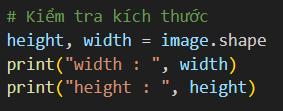 # Kiểm tra kích thước
height, width = image.shape
print("width : ", width)
print("height : ", height)